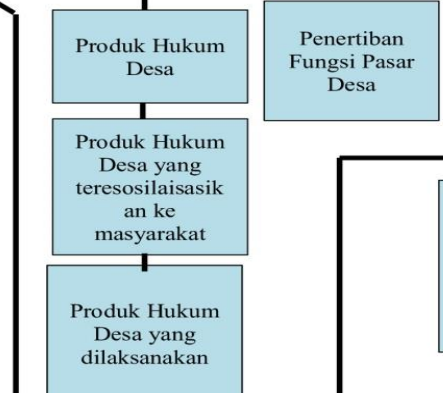 Produk Hukum
Desa
Penertiban
Fungsi Pasar
Desa
Produk Hukum
Desa yang
teresosilaisasik
an ke
masyarakat
Produk Hukum
Desa yang
dilaksanakan